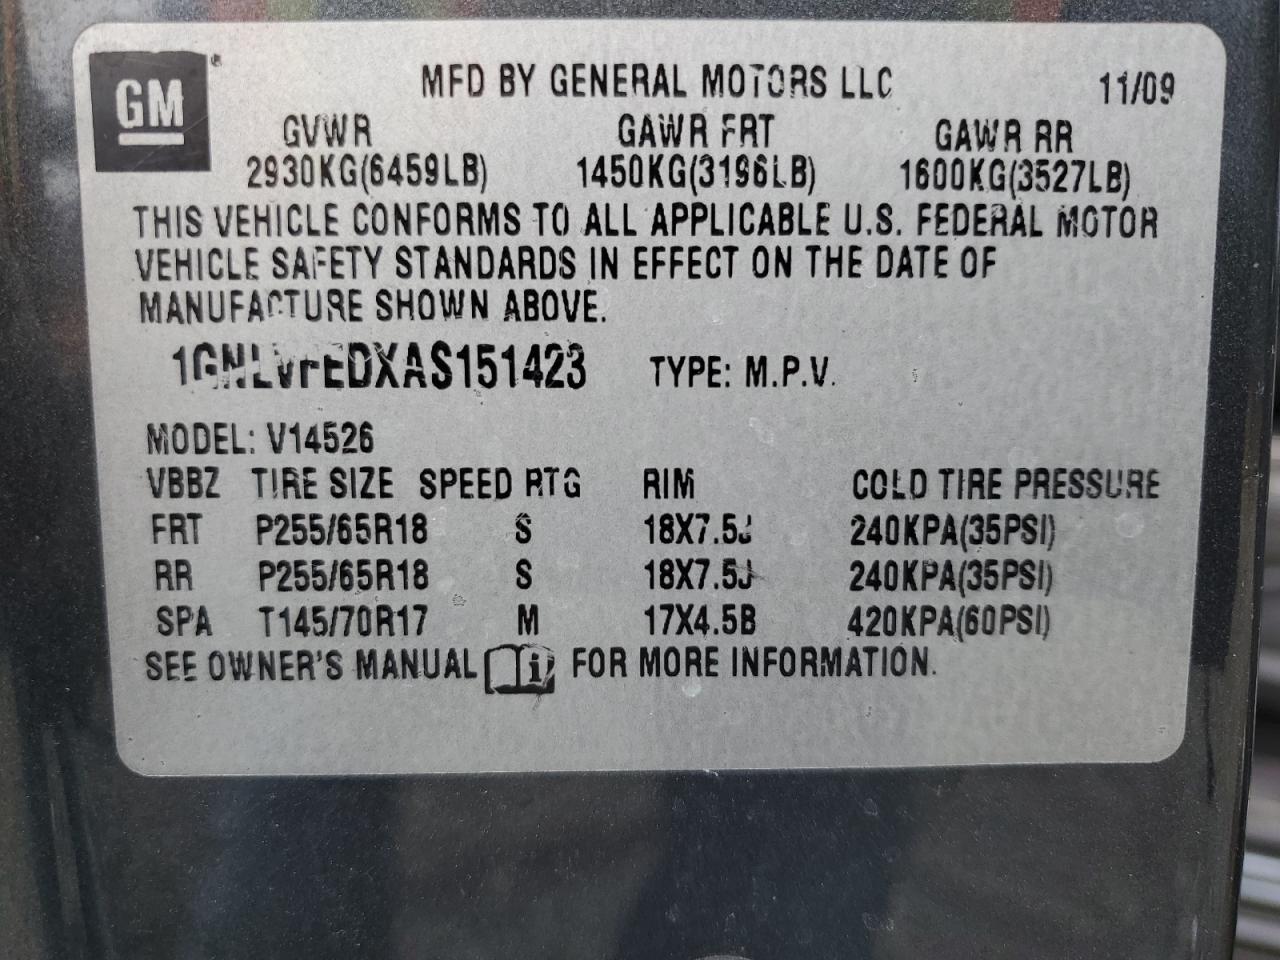 GM
MFD BY GENERAL MOTORS LLC 11/09
GVWR GAWR FRT GAWR RR
2930KG(6459LB) 1450KG(3196LB) 1600KG(3527LB)
THIS VEHICLE CONFORMS TO ALL APPLICABLE U.S. FEDERAL MOTOR
VEHICLE SAFETY STANDARDS IN EFFECT ON THE DATE OF
MANUFACTURE SHOWN ABOVE.
1GNLVFEDXAS151423 TYPE: M.P.V.
MODEL: V14526
VBBZ TIRE SIZE SPEED RTG RIM COLD TIRE PRESSURE
FRT P255/65R18 S 18X7.5J 240KPA(35PSI)
RR P255/65R18 S 18X7.5J 240KPA(35PSI)
SPA T145/70R17 M 17X4.5B 420KPA(60PSI)
SEE OWNER'S MANUAL i FOR MORE INFORMATION.